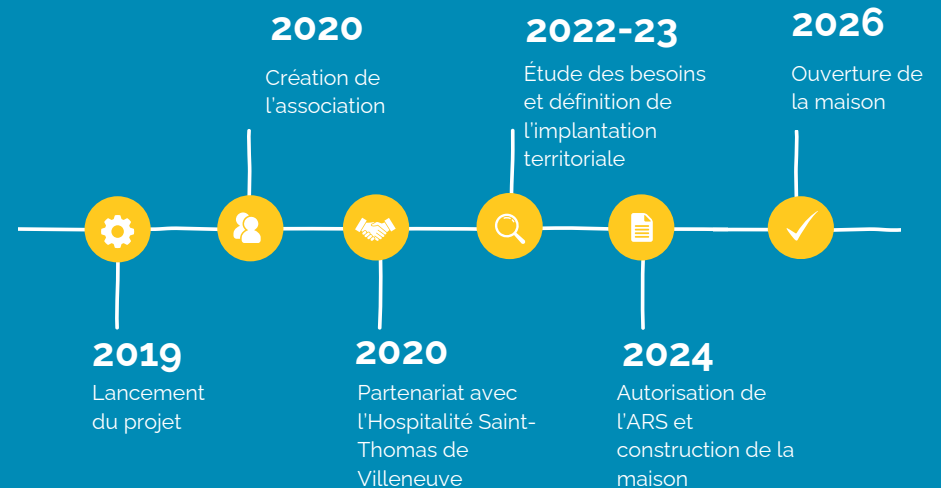 2019
Lancement
du projet
2020
Création de
l'association
2020
Partenariat avec
l'Hospitalité Saint-
Thomas de
Villeneuve
2022-23
Étude des besoins
et définition de
l'implantation
territoriale
2024
Autorisation de
l'ARS et
construction de la
maison
2026
Ouverture de
la maison